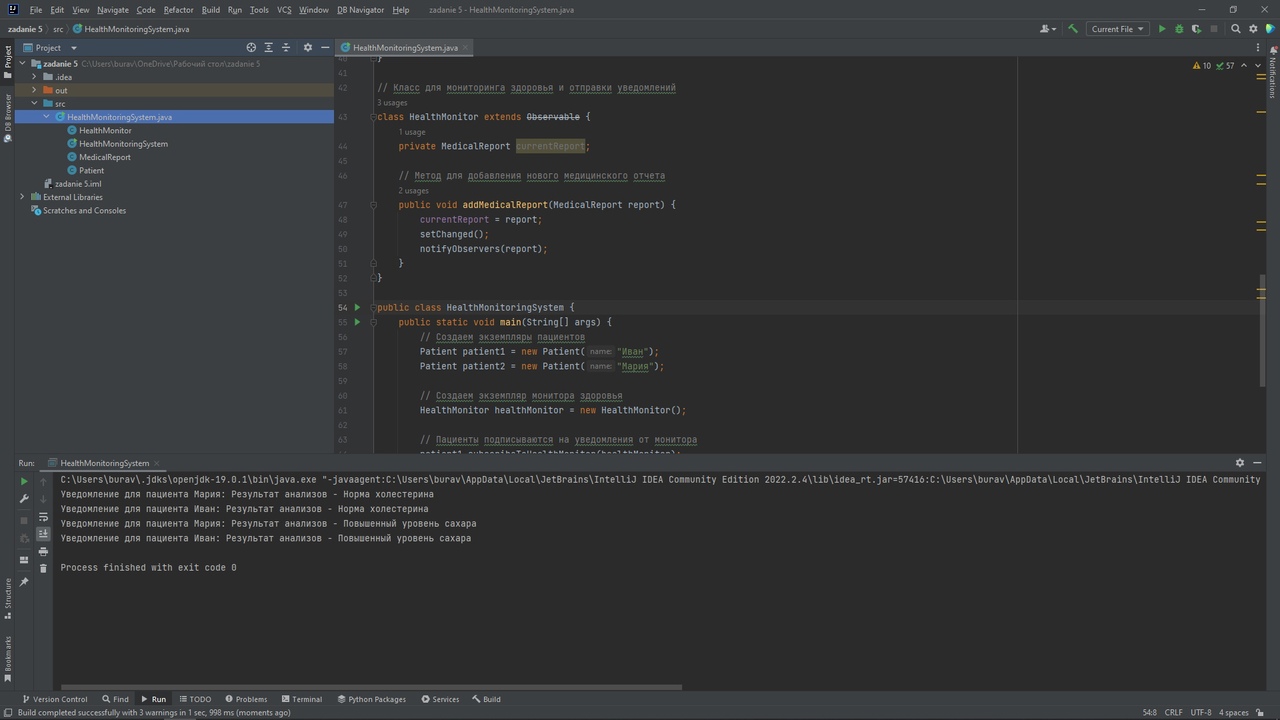 File Edit View Navigate Code Refactor Build Run Tools VCS Window DB Navigator Help zadanie 5 - HealthMonitoringSystem.java
zadanie 5 src HealthMonitoringSystem.java Current File
Project HealthMonitoringSystem.java
zadanie 5 C:\Users\burav\OneDrive\Рабочий стол\zadanie 5
.idea
out
src
HealthMonitoringSystem.java
HealthMonitor
HealthMonitoringSystem
MedicalReport
Patient
zadanie 5.iml
External Libraries
Scratches and Consoles
Project
DB Browser
Structure
Bookmarks
Notifications
10 57
40 }
41
42 // Класс для мониторинга здоровья и отправки уведомлений
3 usages
43 class HealthMonitor extends Observable {
1 usage
44 private MedicalReport currentReport;
45
46 // Метод для добавления нового медицинского отчета
2 usages
47 public void addMedicalReport(MedicalReport report) {
48 currentReport = report;
49 setChanged();
50 notifyObservers(report);
51 }
52 }
53
54 public class HealthMonitoringSystem {
55 public static void main(String[] args) {
56 // Создаем экземпляры пациентов
57 Patient patient1 = new Patient( name: "Иван");
58 Patient patient2 = new Patient( name: "Мария");
59
60 // Создаем экземпляр монитора здоровья
61 HealthMonitor healthMonitor = new HealthMonitor();
62
63 // Пациенты подписываются на уведомления от монитора
64 patient1.subscribeToHealthMonitor(healthMonitor);
Run: HealthMonitoringSystem
C:\Users\burav\.jdks\openjdk-19.0.1\bin\java.exe "-javaagent:C:\Users\burav\AppData\Local\JetBrains\IntelliJ IDEA Community Edition 2022.2.4\lib\idea_rt.jar=57416:C:\Users\burav\AppData\Local\JetBrains\IntelliJ IDEA Community
Уведомление для пациента Мария: Результат анализов - Норма холестерина
Уведомление для пациента Иван: Результат анализов - Норма холестерина
Уведомление для пациента Мария: Результат анализов - Повышенный уровень сахара
Уведомление для пациента Иван: Результат анализов - Повышенный уровень сахара
Process finished with exit code 0
Version Control Find Run TODO Problems Terminal Python Packages Services Build
Build completed successfully with 3 warnings in 1 sec, 998 ms (moments ago) 54:8 CRLF UTF-8 4 spaces